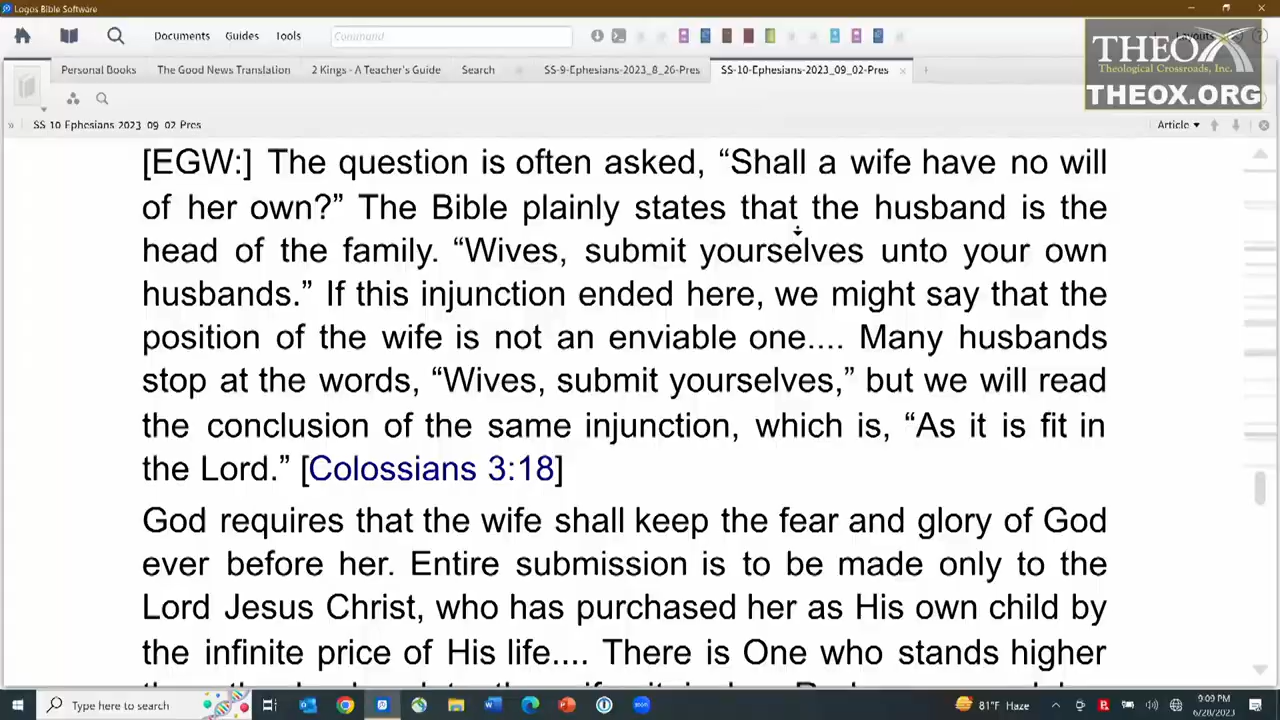 Logos Bible Software
Documents Guides Tools Command Layouts
THEOX
Theological Crossroads, Inc.
THEOX.ORG
Personal Books The Good News Translation 2 Kings - A Teacher's Guide SS-9-Ephesians-2023_8_26-Pres SS-10-Ephesians-2023_09_02-Pres
SS-10-Ephesians-2023_09_02-Pres Article
[EGW:] The question is often asked, “Shall a wife have no will
of her own?” The Bible plainly states that the husband is the
head of the family. “Wives, submit yourselves unto your own
husbands.” If this injunction ended here, we might say that the
position of the wife is not an enviable one.... Many husbands
stop at the words, “Wives, submit yourselves,” but we will read
the conclusion of the same injunction, which is, “As it is fit in
the Lord.” [Colossians 3:18]
God requires that the wife shall keep the fear and glory of God
ever before her. Entire submission is to be made only to the
Lord Jesus Christ, who has purchased her as His own child by
the infinite price of His life.... There is One who stands higher
Type here to search 81°F Haze 9:09 PM
6/28/2023